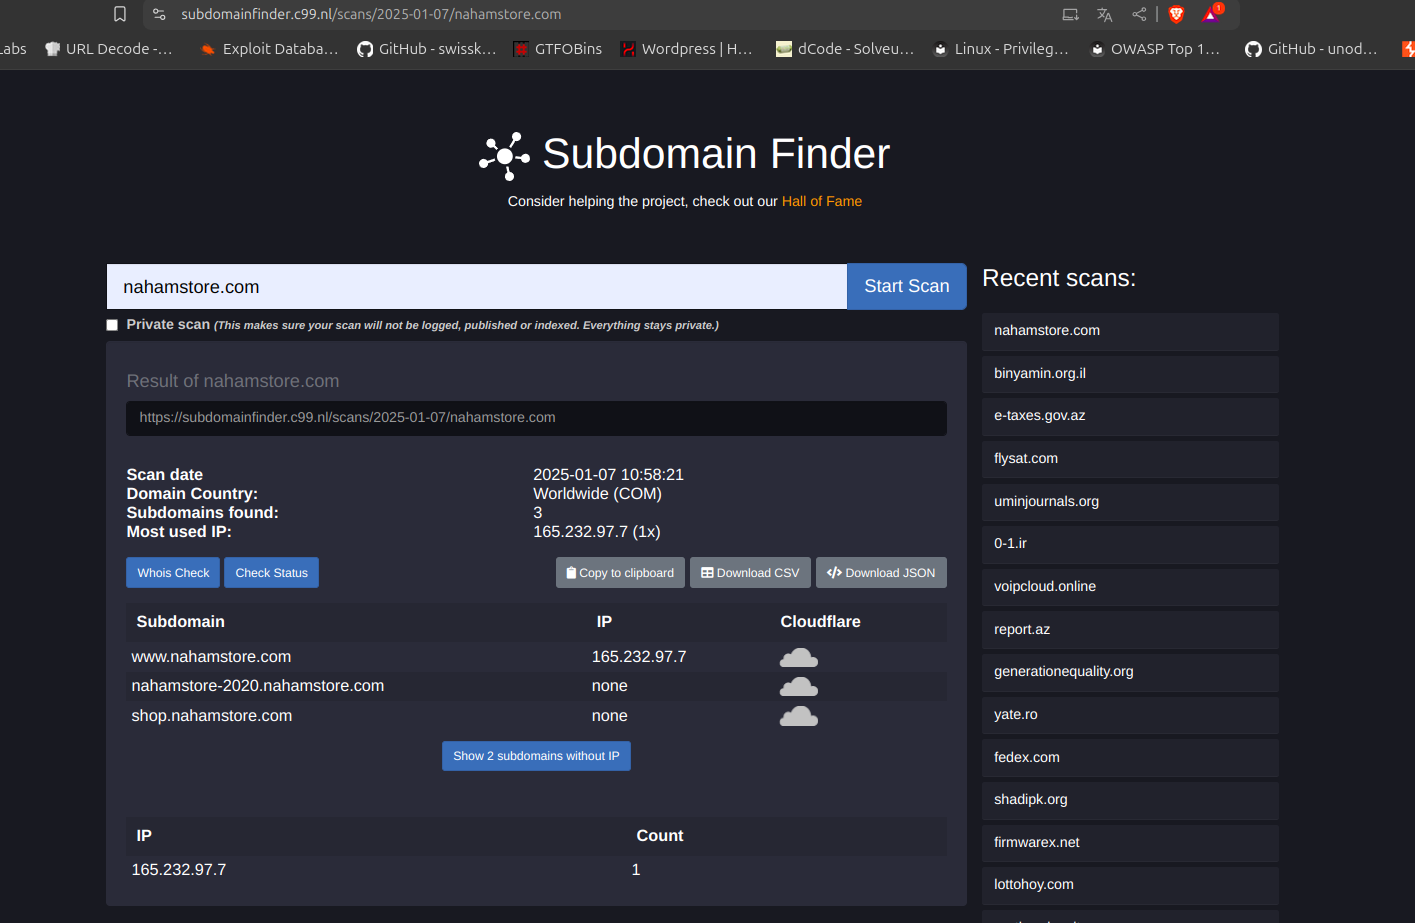 subdomainfinder.c99.nl/scans/2025-01-07/nahamstore.com
1
Labs URL Decode -... Exploit Databa... GitHub - swissk... GTFOBins Wordpress | H... dCode - Solveu... Linux - Privileg... OWASP Top 1... GitHub - unod...
Subdomain Finder
Consider helping the project, check out our Hall of Fame
nahamstore.com
Start Scan
Private scan (This makes sure your scan will not be logged, published or indexed. Everything stays private.)
Result of nahamstore.com
https://subdomainfinder.c99.nl/scans/2025-01-07/nahamstore.com
Scan date 2025-01-07 10:58:21
Domain Country: Worldwide (COM)
Subdomains found: 3
Most used IP: 165.232.97.7 (1x)
Whois Check Check Status Copy to clipboard Download CSV Download JSON
Subdomain IP Cloudflare
www.nahamstore.com 165.232.97.7
nahamstore-2020.nahamstore.com none
shop.nahamstore.com none
Show 2 subdomains without IP
IP Count
165.232.97.7 1
Recent scans:
nahamstore.com
binyamin.org.il
e-taxes.gov.az
flysat.com
uminjournals.org
0-1.ir
voipcloud.online
report.az
generationequality.org
yate.ro
fedex.com
shadipk.org
firmwarex.net
lottohoy.com